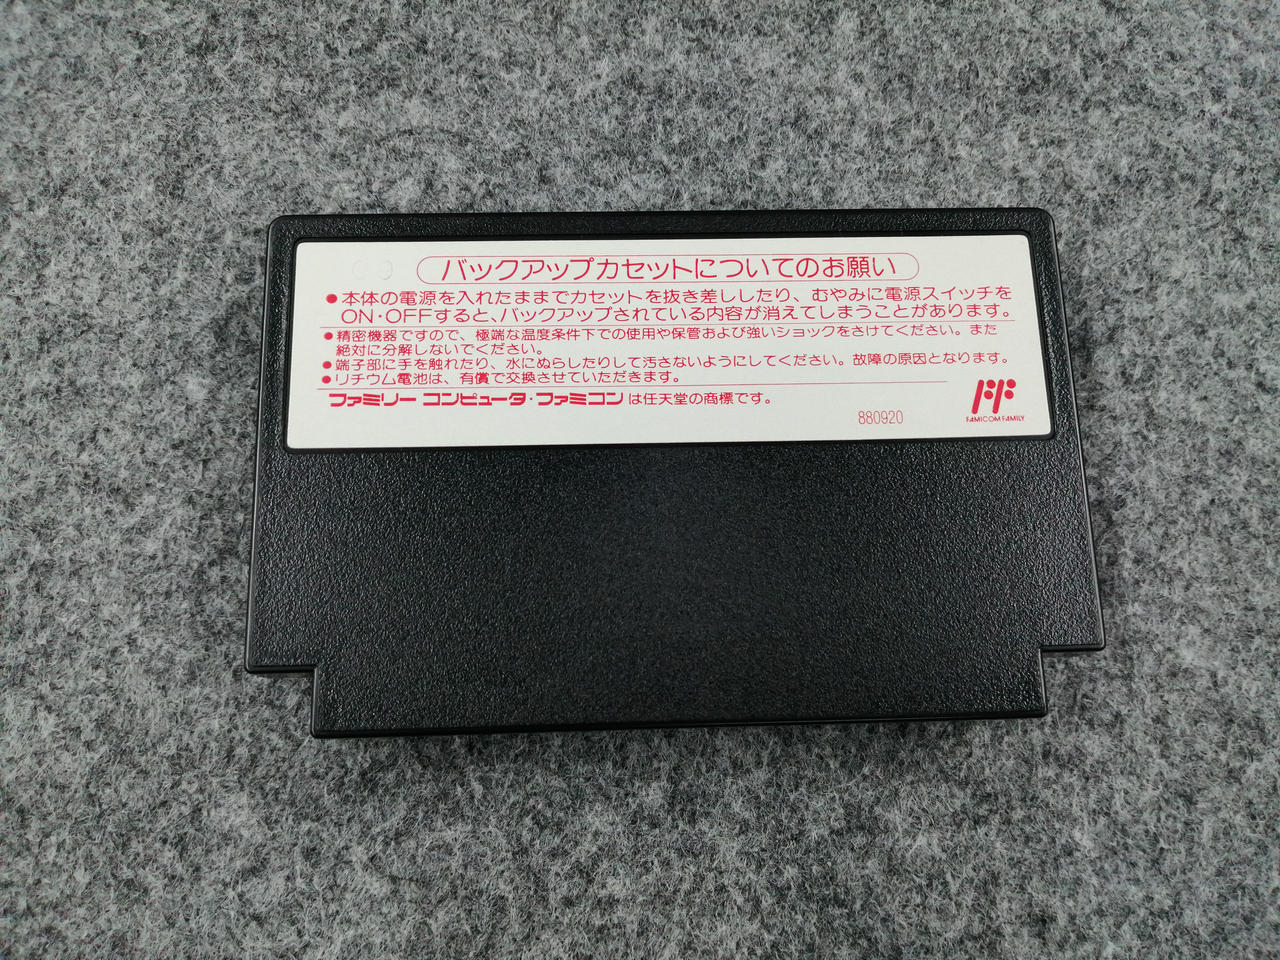 バックアップカセットについてのお願い
●本体の電源を入れたままでカセットを抜き差ししたり、むやみに電源スイッチを
ON・OFFすると、バックアップされている内容が消えてしまうことがあります。
●精密機器ですので、極端な温度条件下での使用や保管および強いショックをさけてください。また
絶対に分解しないでください。
●端子部に手を触れたり、水にぬらしたりして汚さないようにしてください。故障の原因となります。
●リチウム電池は、有償で交換させていただきます。
ファミリーコンピュータ・ファミコンは任天堂の商標です。
880920
FAMICOM FAMILY